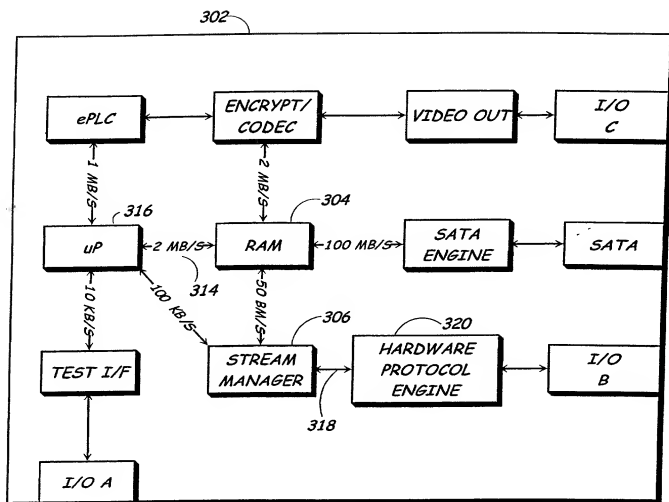 302
ePLC
ENCRYPT/
CODEC
VIDEO OUT
I/O
C
1 MB/S
2 MB/S
316
304
uP
2 MB/S
RAM
100 MB/S
SATA
ENGINE
SATA
314
10 KB/S
100 KB/S
50 BM/S
306
320
TEST I/F
STREAM
MANAGER
HARDWARE
PROTOCOL
ENGINE
I/O
B
318
I/O A